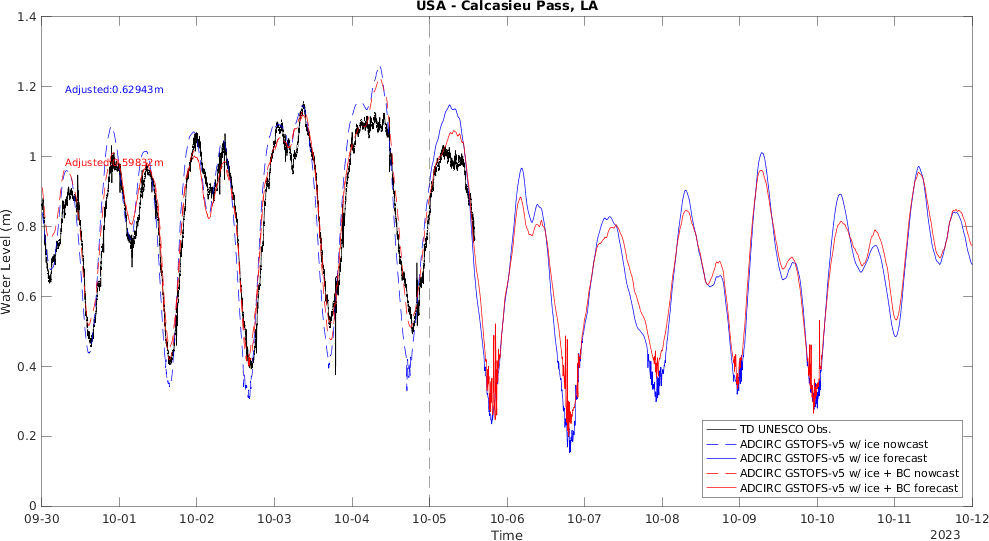 USA - Calcasieu Pass, LA
1.4
1.2
1
0.8
0.6
0.4
0.2
0
Water Level (m)
Adjusted:0.62943m
Adjusted:0.59832m
TD UNESCO Obs.
ADCIRC GSTOFS-v5 w/ ice nowcast
ADCIRC GSTOFS-v5 w/ ice forecast
ADCIRC GSTOFS-v5 w/ ice + BC nowcast
ADCIRC GSTOFS-v5 w/ ice + BC forecast
09-30 10-01 10-02 10-03 10-04 10-05 10-06 10-07 10-08 10-09 10-10 10-11 10-12
Time
2023